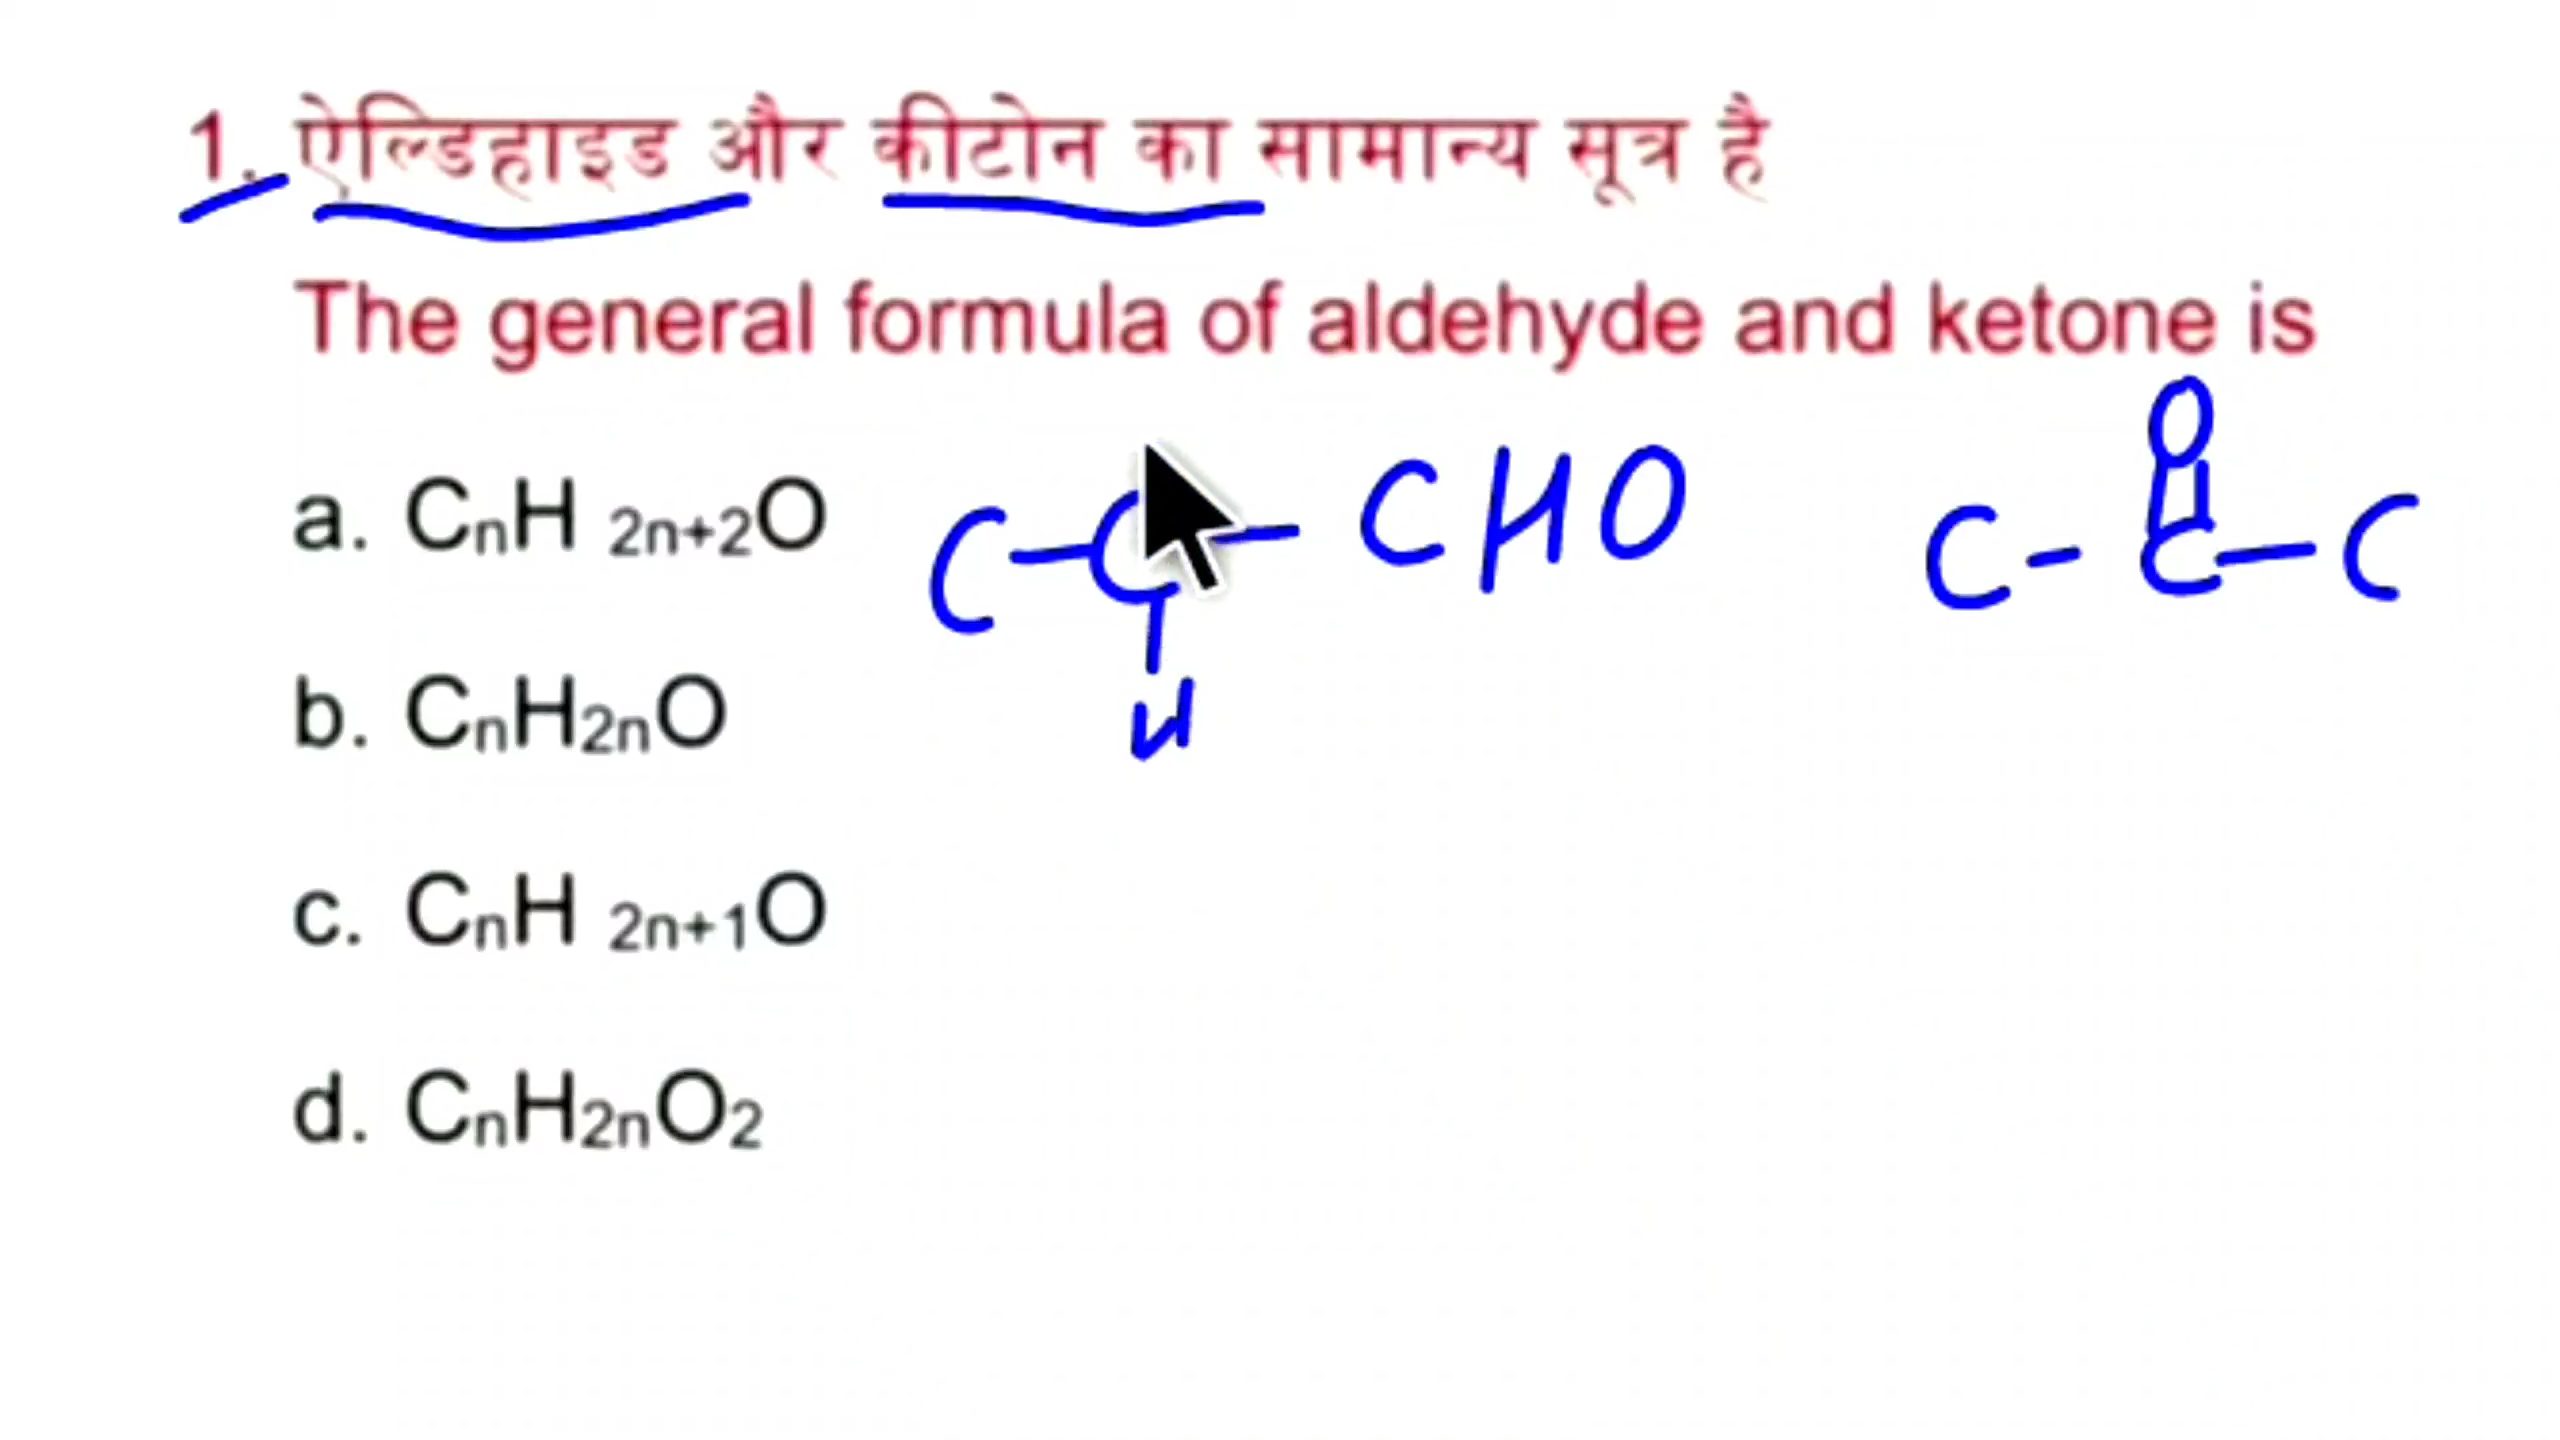 1. ऐल्डिहाइड और कीटोन का सामान्य सूत्र है
The general formula of aldehyde and ketone is
a. CnH 2n+2O
C-C-CHO
H
O
C-C-C
b. CnH2nO
c. CnH 2n+1O
d. CnH2nO2